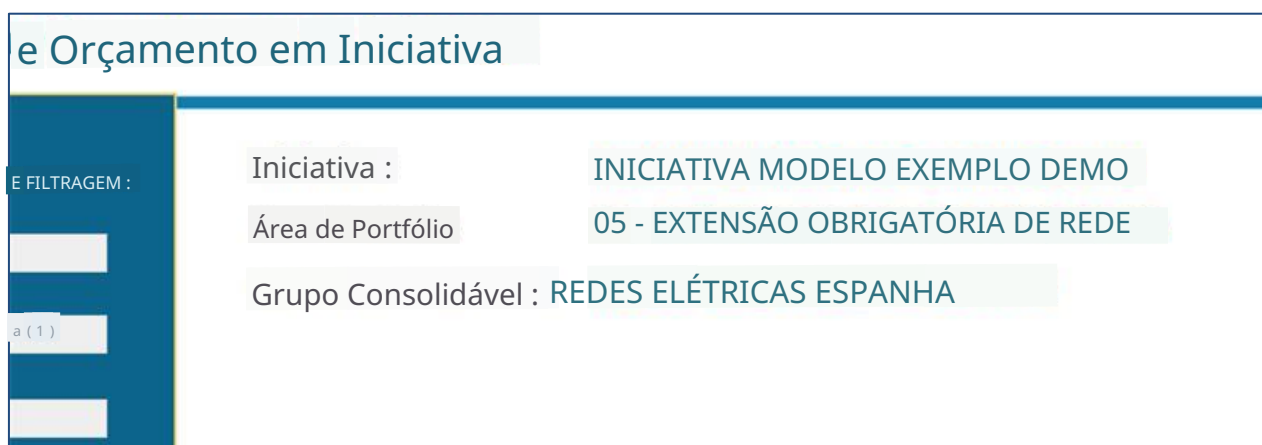 e Orçamento em Iniciativa
E FILTRAGEM :
Iniciativa : INICIATIVA MODELO EXEMPLO DEMO
Área de Portfólio 05 - EXTENSÃO OBRIGATÓRIA DE REDE
Grupo Consolidável : REDES ELÉTRICAS ESPANHA
a ( 1 )